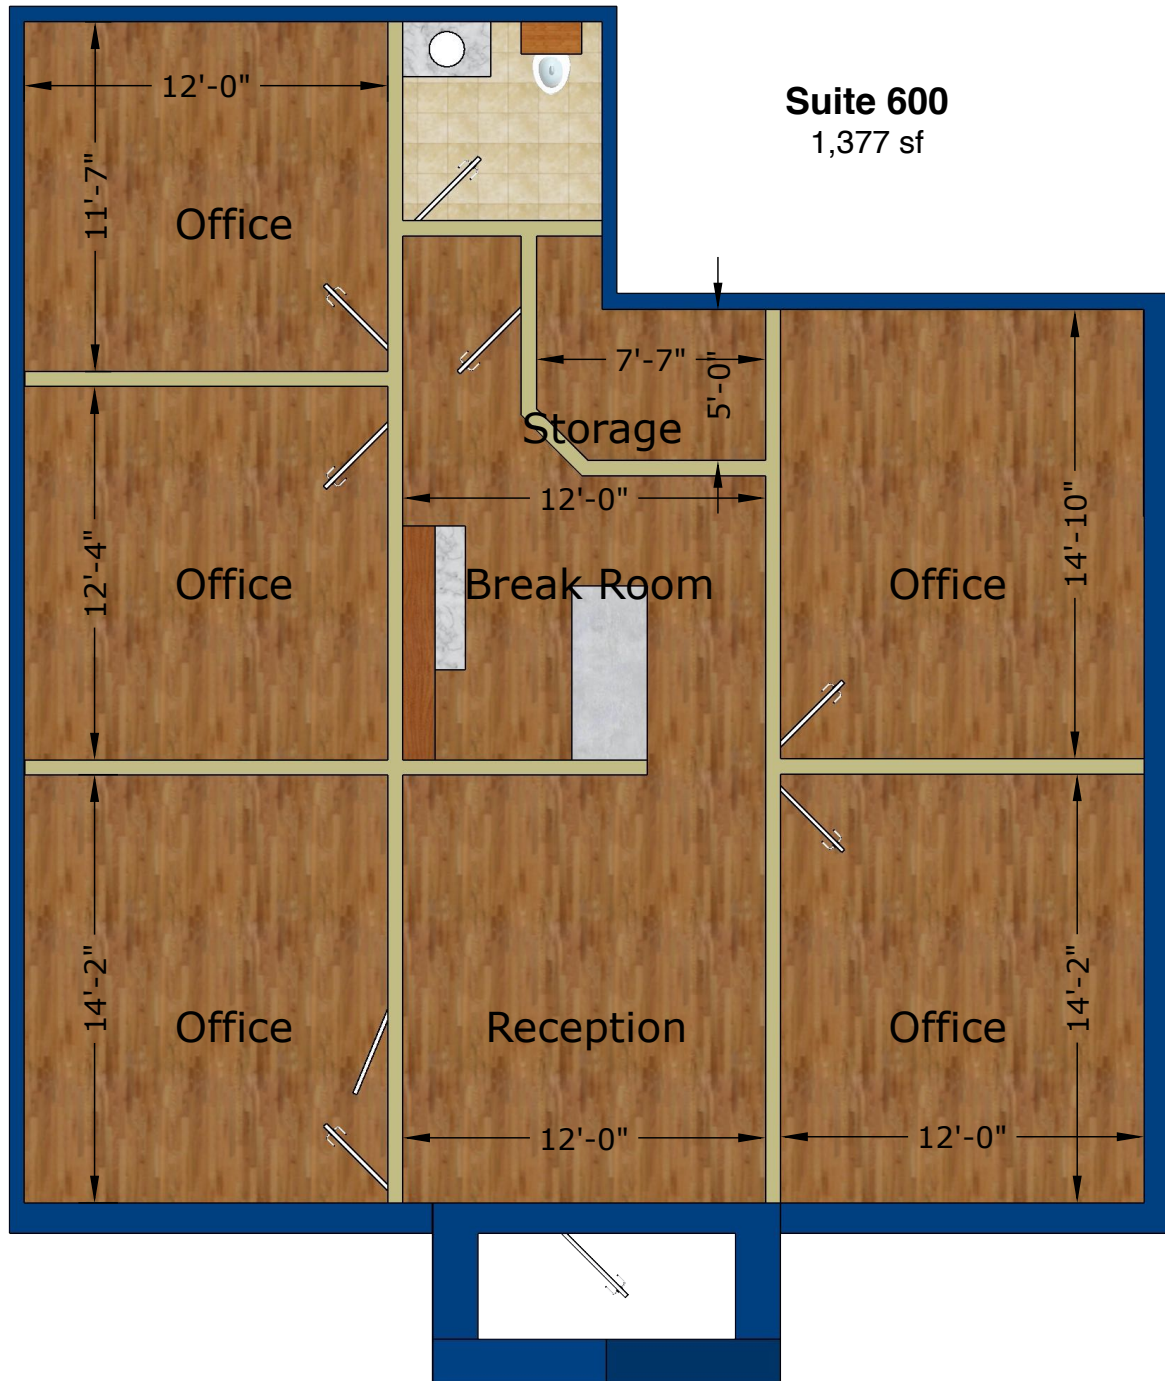 Suite 600
1,377 sf
12'-0"
11'-7"
Office
7'-7"
5'-0"
Storage
12'-0"
12'-4"
Office
Break Room
14'-10"
Office
14'-2"
Office
Reception
12'-0"
14'-2"
Office
12'-0"